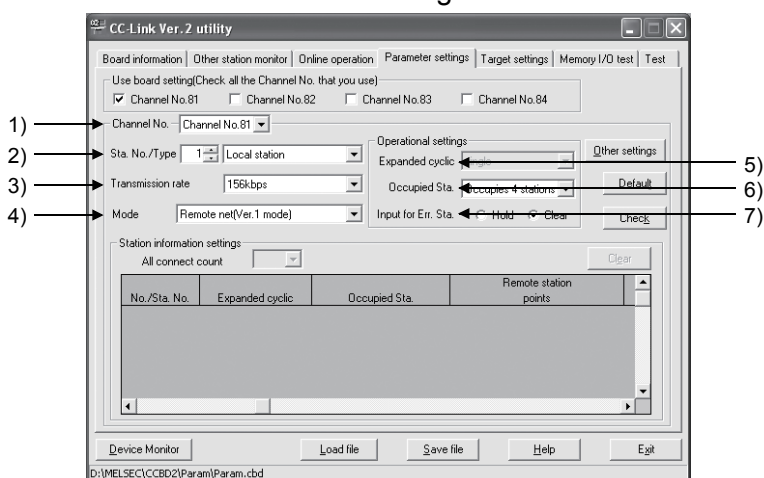 CC-Link Ver.2 utility
Board information Other station monitor Online operation Parameter settings Target settings Memory I/O test Test
Use board setting(Check all the Channel No. that you use)
Channel No.81 Channel No.82 Channel No.83 Channel No.84
1) Channel No. Channel No.81
Operational settings
2) Sta. No./Type 1 Local station
Expanded cyclic 5)
Other settings
3) Transmission rate 156kbps
Occupied Sta. Occupies 4 stations 6)
Default
4) Mode Remote net(Ver.1 mode)
Input for Err. Sta. Hold Clear 7)
Check
Station information settings
All connect count Clear
No./Sta. No. Expanded cyclic Occupied Sta. Remote station points
Device Monitor Load file Save file Help Exit
D:\MELSEC\CCBD2\Param\Param.cbd